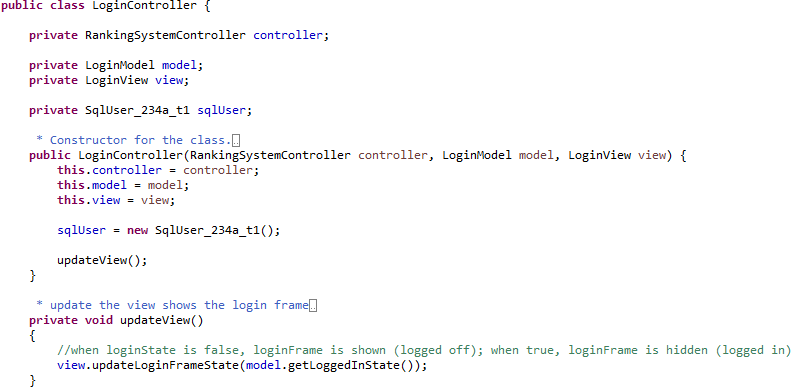 public class LoginController {
private RankingSystemController controller;
private LoginModel model;
private LoginView view;
private SqlUser_234a_t1 sqlUser;
* Constructor for the class.
public LoginController(RankingSystemController controller, LoginModel model, LoginView view) {
this.controller = controller;
this.model = model;
this.view = view;
sqlUser = new SqlUser_234a_t1();
updateView();
}
* update the view shows the login frame
private void updateView()
{
//when loginState is false, loginFrame is shown (logged off); when true, loginFrame is hidden (logged in)
view.updateLoginFrameState(model.getLoggedInState());
}